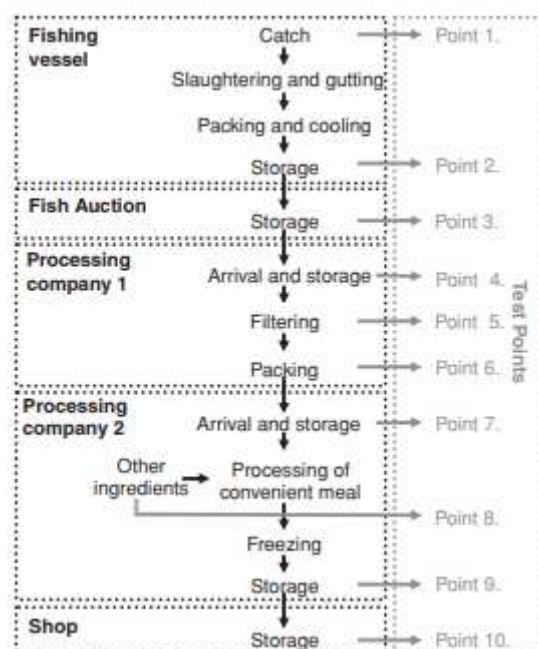 Fishing
vessel
Catch
Point 1.
Slaughtering and gutting
Packing and cooling
Storage
Point 2.
Fish Auction
Storage
Point 3.
Processing
company 1
Arrival and storage
Point 4.
Filtering
Point 5.
Packing
Point 6.
Test Points
Processing
company 2
Arrival and storage
Point 7.
Other
ingredients
Processing of
convenient meal
Point 8.
Freezing
Storage
Point 9.
Shop
Storage
Point 10.